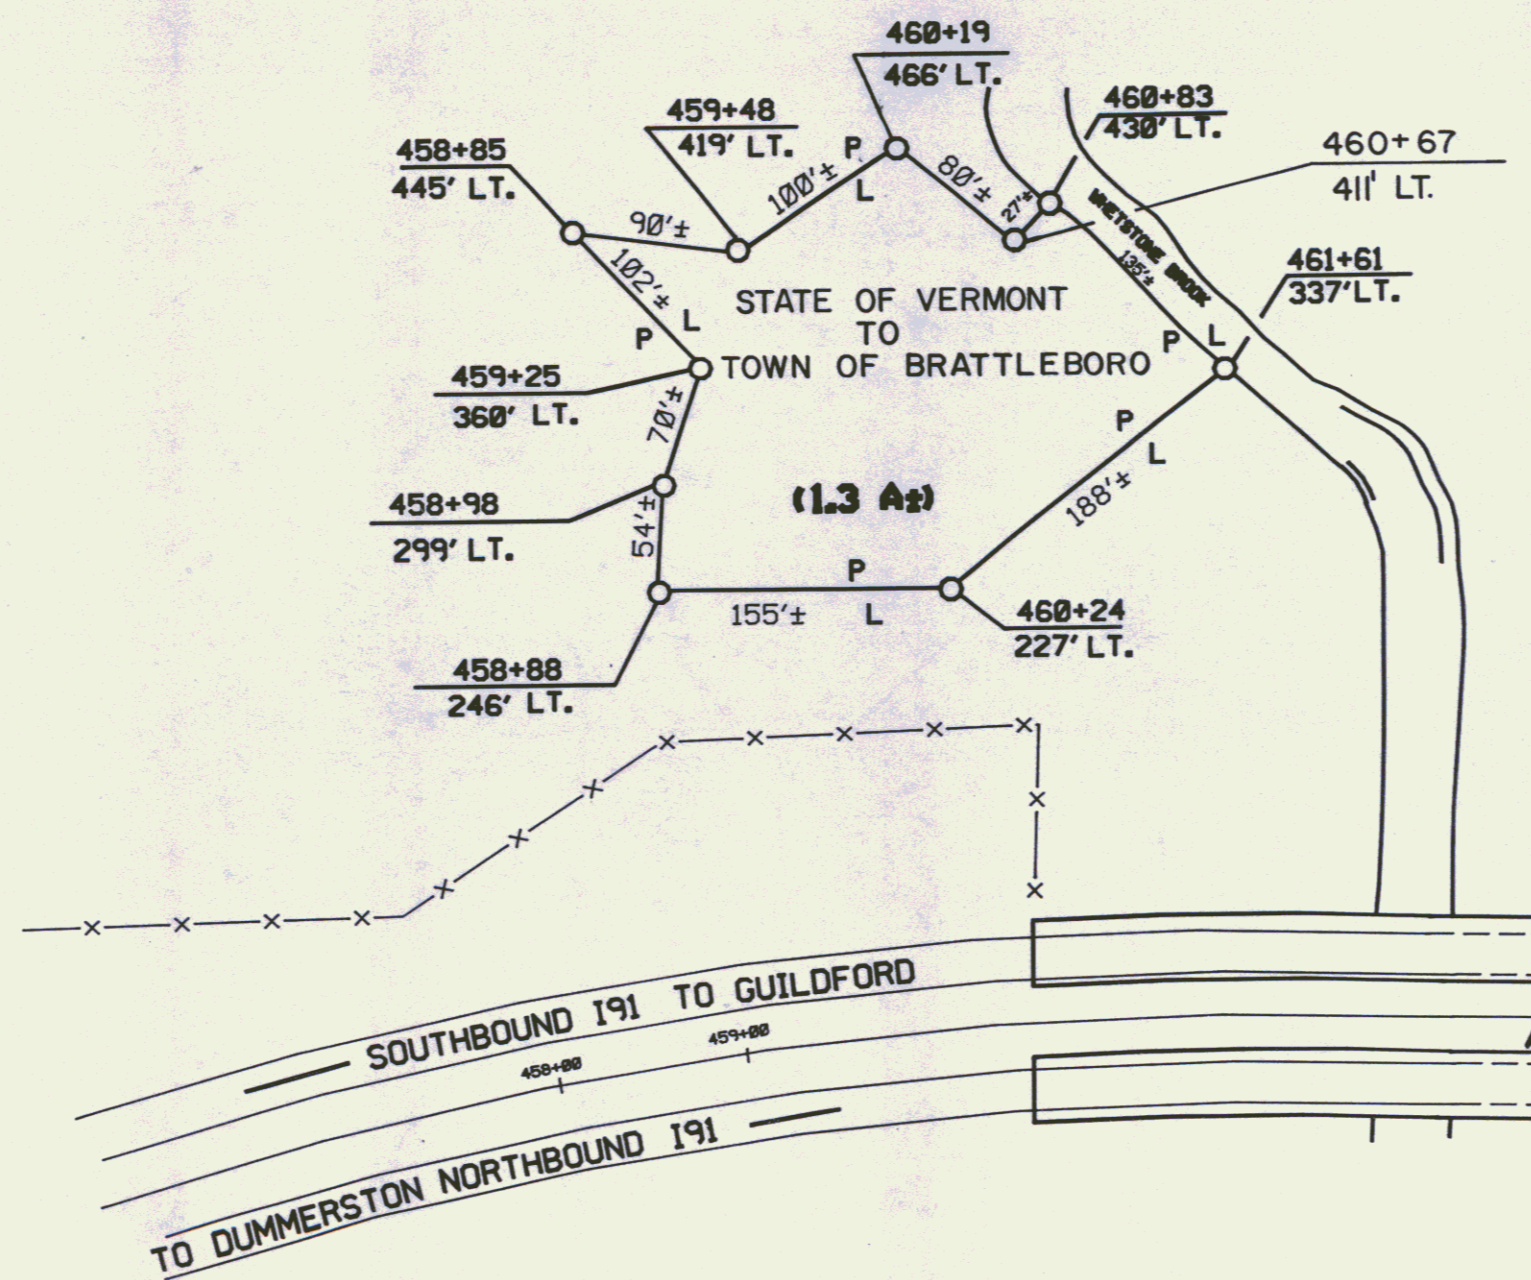 460+19
466' LT.
460+83
430' LT.
459+48
419' LT.
460+67
411' LT.
458+85
445' LT.
P
L
100'±
80'±
27'±
90'±
WHETSTONE BROOK
135'±
461+61
337' LT.
102'±
P L
STATE OF VERMONT
TO
TOWN OF BRATTLEBORO
P L
459+25
360' LT.
70'±
P
L
188'±
(1.3 A±)
458+98
299' LT.
54'±
P
L
155'±
460+24
227' LT.
458+88
246' LT.
SOUTHBOUND I91 TO GUILDFORD
458+00
459+00
TO DUMMERSTON NORTHBOUND I91